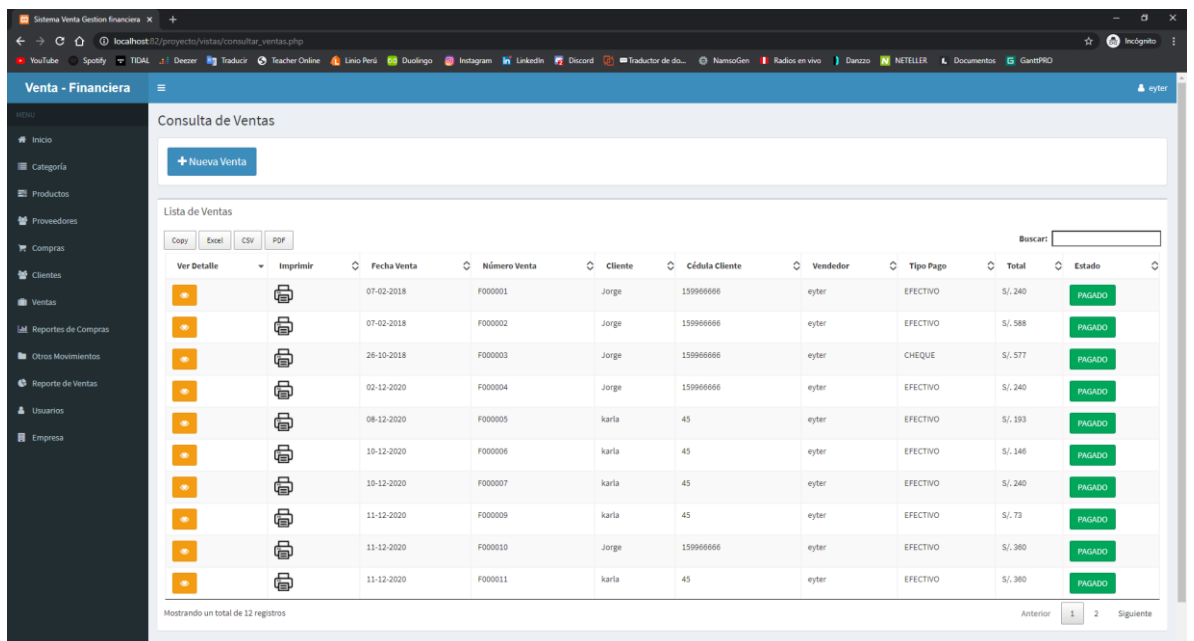 Sistema Venta Gestion financiera
localhost:82/proyecto/vistas/consultar_ventas.php
Incógnito
YouTube Spotify TIDAL Deezer Traducir Teacher Online Linio Perú Duolingo Instagram LinkedIn Discord Traductor de do... NamsoGen Radios en vivo Danzzo NETELLER Documentos GanttPRO
Venta - Financiera
eyter
MENU
Inicio
Categoría
Productos
Proveedores
Compras
Clientes
Ventas
Reportes de Compras
Otros Movimientos
Reporte de Ventas
Usuarios
Empresa
Consulta de Ventas
+ Nueva Venta
Lista de Ventas
Copy Excel CSV PDF
Buscar:
Ver Detalle Imprimir Fecha Venta Número Venta Cliente Cédula Cliente Vendedor Tipo Pago Total Estado
07-02-2018 F000001 Jorge 159966666 eyter EFECTIVO S/. 240 PAGADO
07-02-2018 F000002 Jorge 159966666 eyter EFECTIVO S/. 588 PAGADO
26-10-2018 F000003 Jorge 159966666 eyter CHEQUE S/. 577 PAGADO
02-12-2020 F000004 Jorge 159966666 eyter EFECTIVO S/. 240 PAGADO
08-12-2020 F000005 karla 45 eyter EFECTIVO S/. 193 PAGADO
10-12-2020 F000006 karla 45 eyter EFECTIVO S/. 146 PAGADO
10-12-2020 F000007 karla 45 eyter EFECTIVO S/. 240 PAGADO
11-12-2020 F000009 karla 45 eyter EFECTIVO S/. 73 PAGADO
11-12-2020 F000010 Jorge 159966666 eyter EFECTIVO S/. 360 PAGADO
11-12-2020 F000011 karla 45 eyter EFECTIVO S/. 360 PAGADO
Mostrando un total de 12 registros
Anterior 1 2 Siguiente